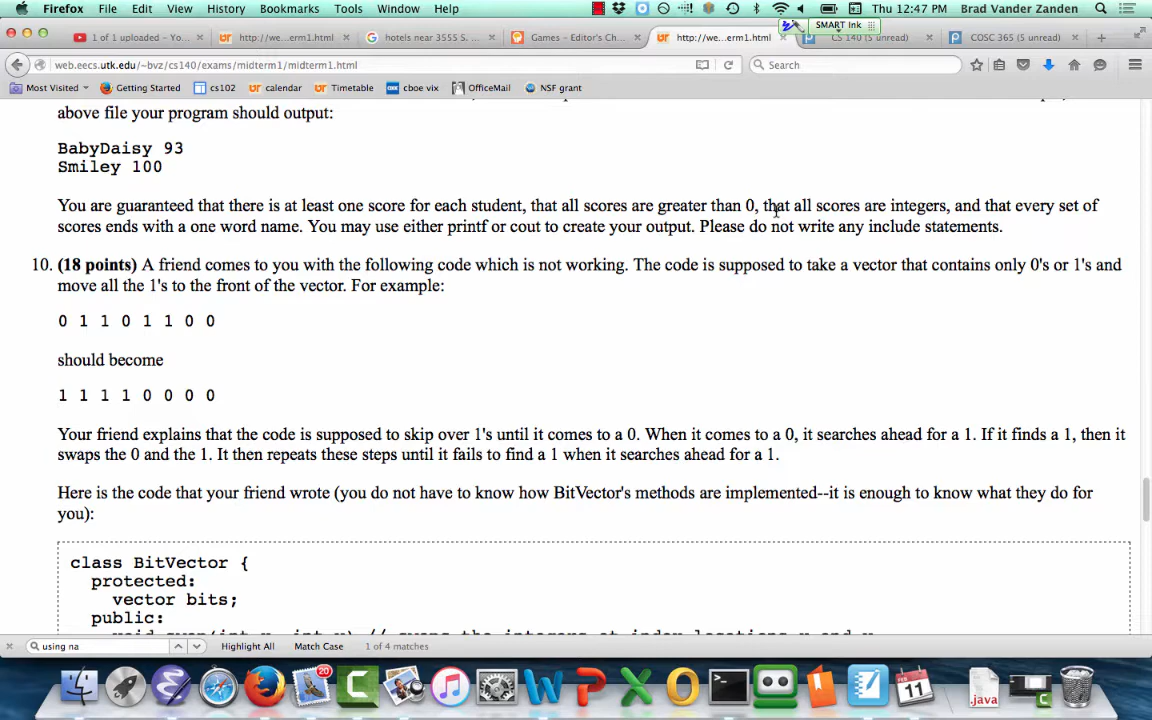 Firefox File Edit View History Bookmarks Tools Window Help Thu 12:47 PM Brad Vander Zanden
SMART Ink
1 of 1 uploaded - Yo... http://we...erm1.html hotels near 3555 S. ... Games – Editor's Ch... http://we...erm1.html CS 140 (5 unread) COSC 365 (5 unread)
web.eecs.utk.edu/~bvz/cs140/exams/midterm1/midterm1.html Search
Most Visited Getting Started cs102 calendar Timetable cboe vix OfficeMail NSF grant
above file your program should output:
BabyDaisy 93
Smiley 100
You are guaranteed that there is at least one score for each student, that all scores are greater than 0, that all scores are integers, and that every set of
scores ends with a one word name. You may use either printf or cout to create your output. Please do not write any include statements.
10. (18 points) A friend comes to you with the following code which is not working. The code is supposed to take a vector that contains only 0's or 1's and
move all the 1's to the front of the vector. For example:
0 1 1 0 1 1 0 0
should become
1 1 1 1 0 0 0 0
Your friend explains that the code is supposed to skip over 1's until it comes to a 0. When it comes to a 0, it searches ahead for a 1. If it finds a 1, then it
swaps the 0 and the 1. It then repeats these steps until it fails to find a 1 when it searches ahead for a 1.
Here is the code that your friend wrote (you do not have to know how BitVector's methods are implemented--it is enough to know what they do for
you):
class BitVector {
protected:
vector bits;
public:
using na Highlight All Match Case 1 of 4 matches
20
FEB
11
.java